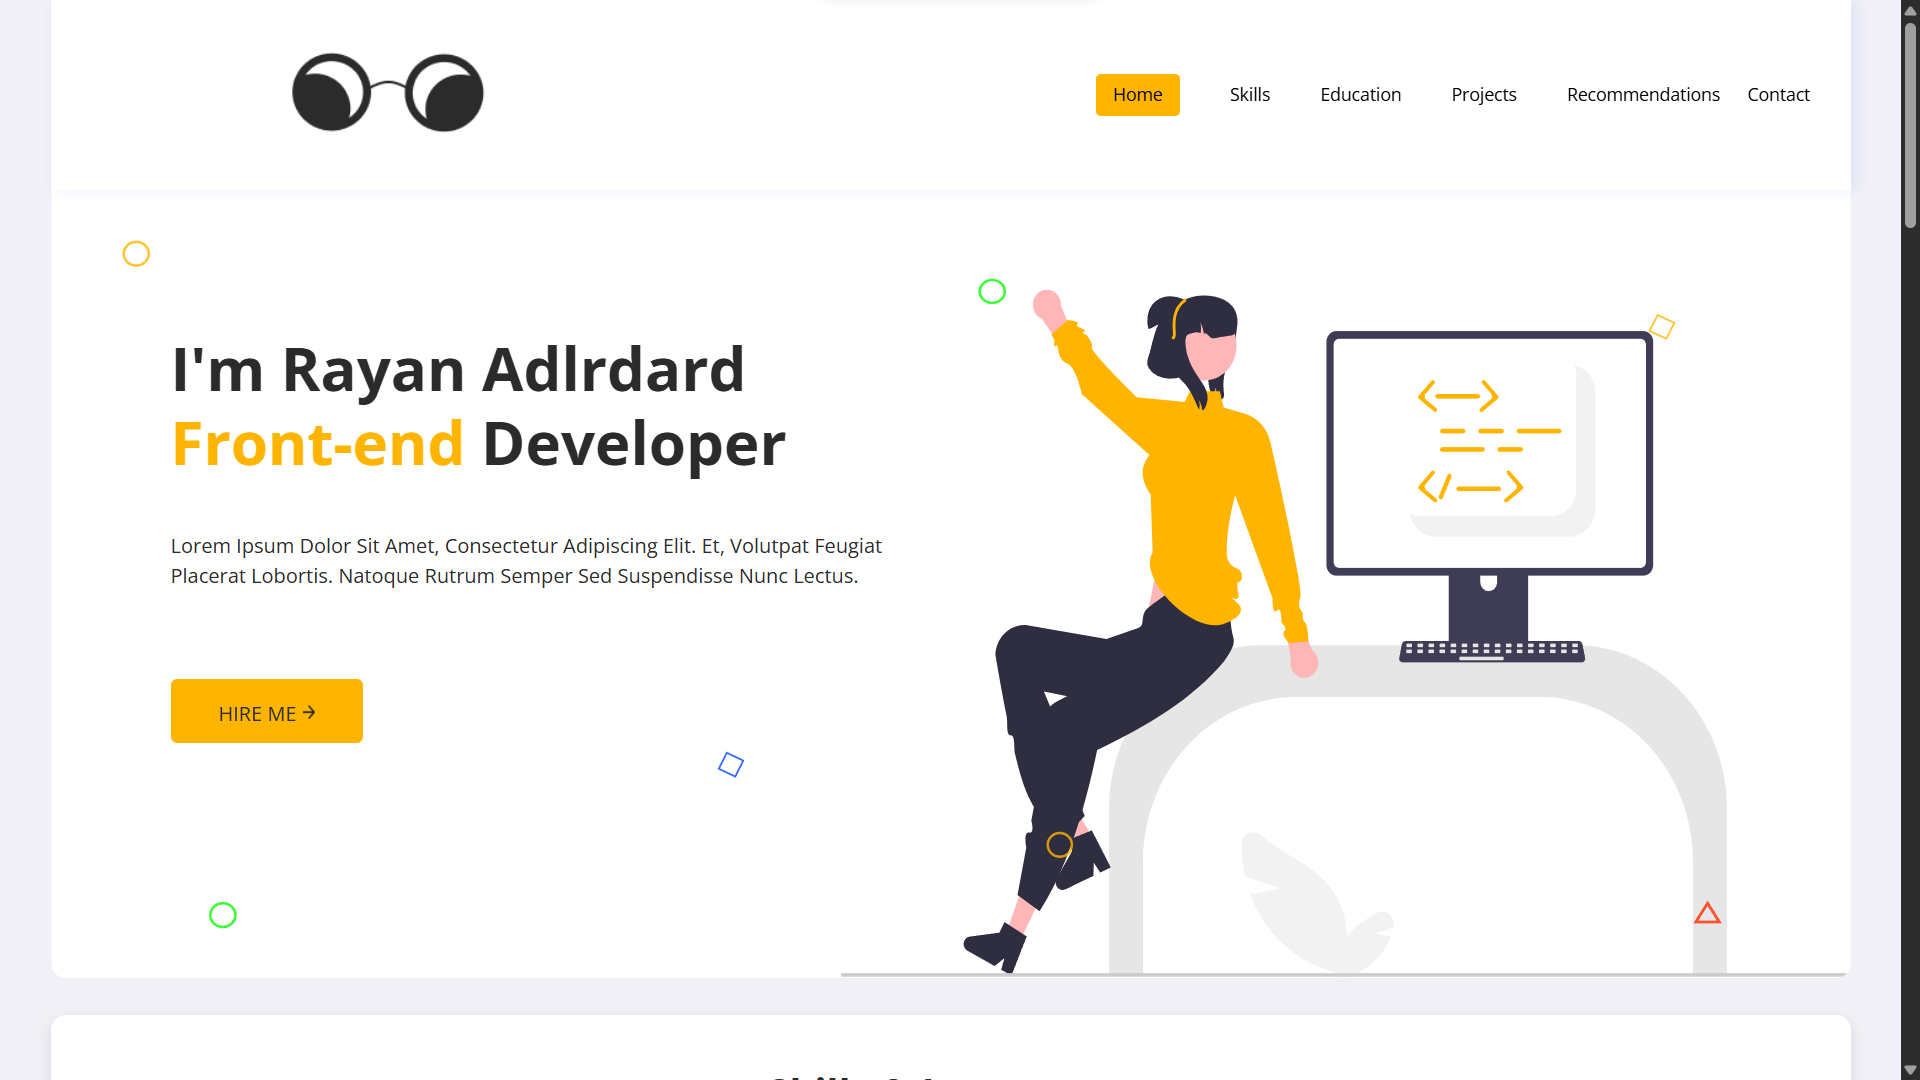 Home Skills Education Projects Recommendations Contact
I'm Rayan Adlrdard
Front-end Developer
Lorem Ipsum Dolor Sit Amet, Consectetur Adipiscing Elit. Et, Volutpat Feugiat
Placerat Lobortis. Natoque Rutrum Semper Sed Suspendisse Nunc Lectus.
HIRE ME →